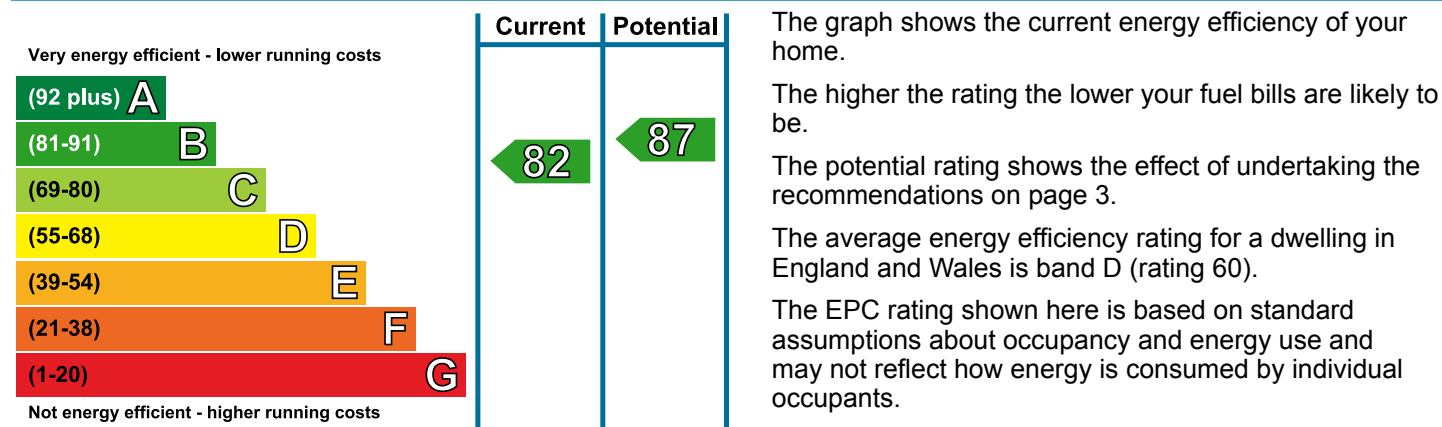 Current Potential
Very energy efficient - lower running costs
(92 plus) A
(81-91) B
(69-80) C
(55-68) D
(39-54) E
(21-38) F
(1-20) G
Not energy efficient - higher running costs
82
87
The graph shows the current energy efficiency of your
home.
The higher the rating the lower your fuel bills are likely to
be.
The potential rating shows the effect of undertaking the
recommendations on page 3.
The average energy efficiency rating for a dwelling in
England and Wales is band D (rating 60).
The EPC rating shown here is based on standard
assumptions about occupancy and energy use and
may not reflect how energy is consumed by individual
occupants.